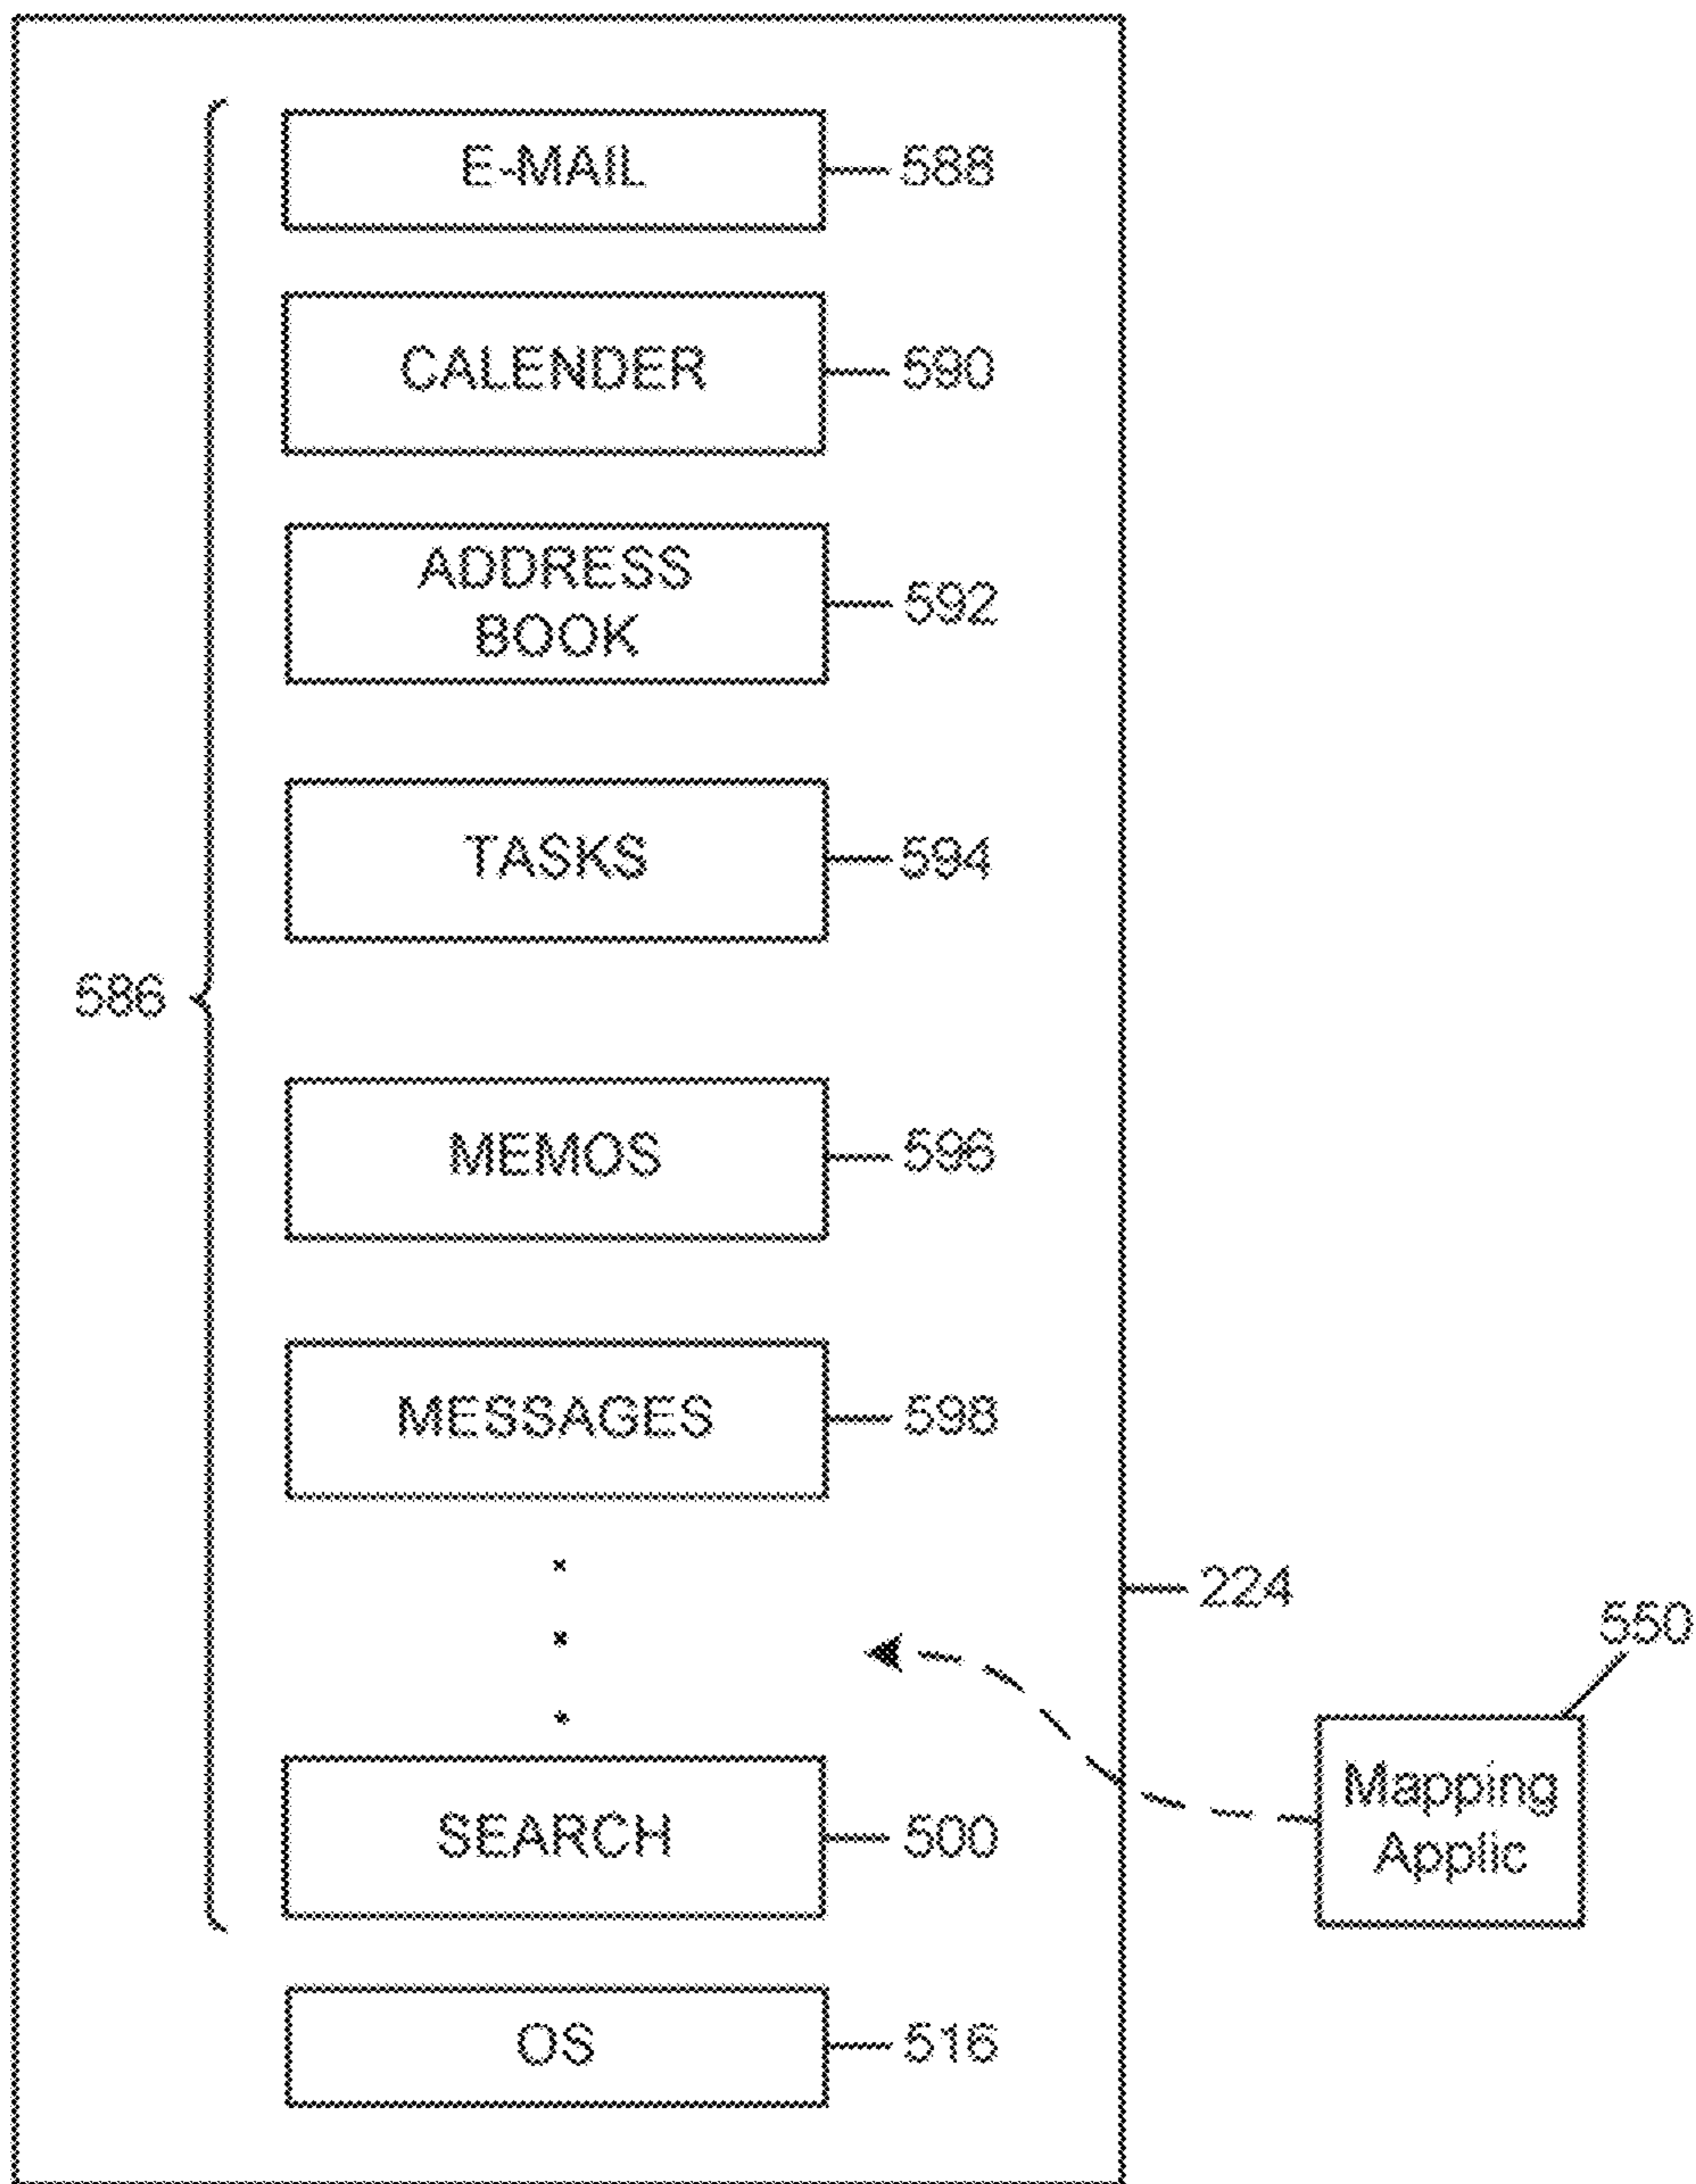 E-MAIL
588
CALENDER
590
ADDRESS
BOOK
592
TASKS
594
586
MEMOS
596
MESSAGES
598
224
550
Mapping
Applic
SEARCH
500
OS
516